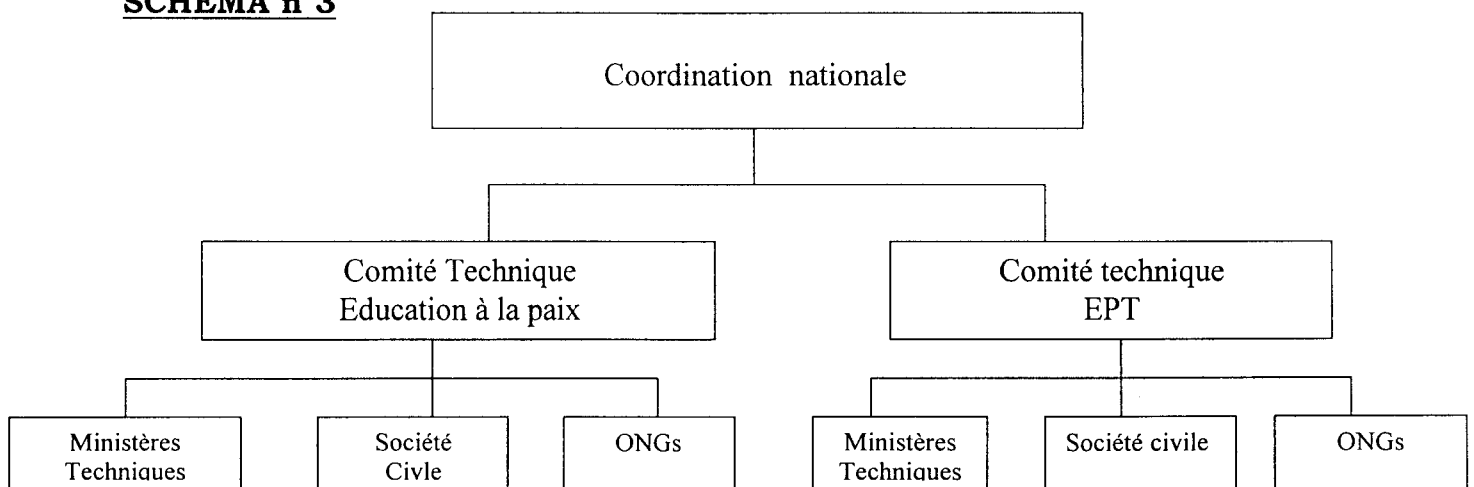 SCHEMA n°3
Coordination nationale
Comité Technique
Education à la paix
Comité technique
EPT
Ministères
Techniques
Société
Civle
ONGs
Ministères
Techniques
Société civile
ONGs